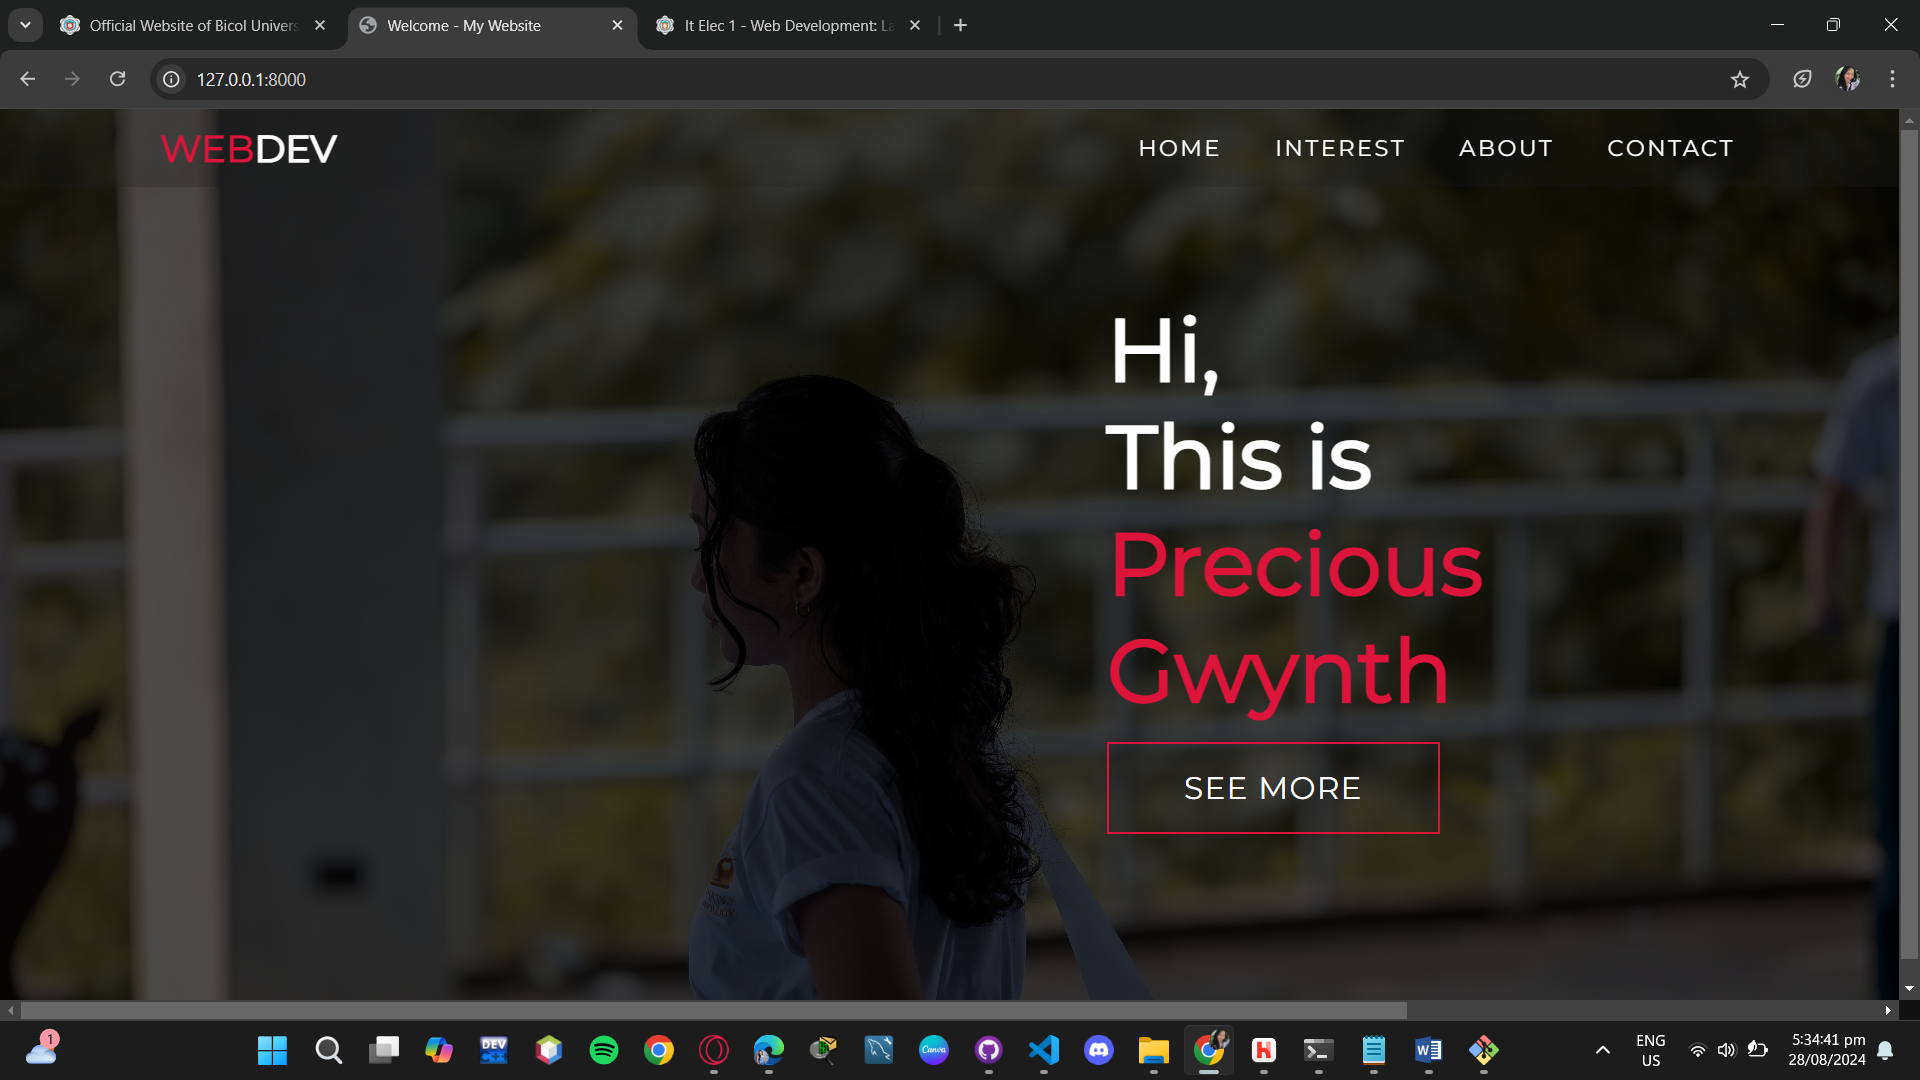 Official Website of Bicol Univers
Welcome - My Website
It Elec 1 - Web Development: La
127.0.0.1:8000
WEBDEV
HOME
INTEREST
ABOUT
CONTACT
Hi,
This is
Precious
Gwynth
SEE MORE
1
DEV
C++
Canva
ENG
US
5:34:41 pm
28/08/2024